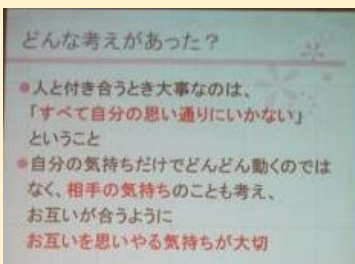 どんな考えがあった？
●人と付き合うとき大事なのは、
「すべて自分の思い通りにいかない」
ということ
●自分の気持ちだけでどんどん動くのでは
なく、相手の気持ちのことも考え、
お互いが合うように
お互いを思いやる気持ちが大切